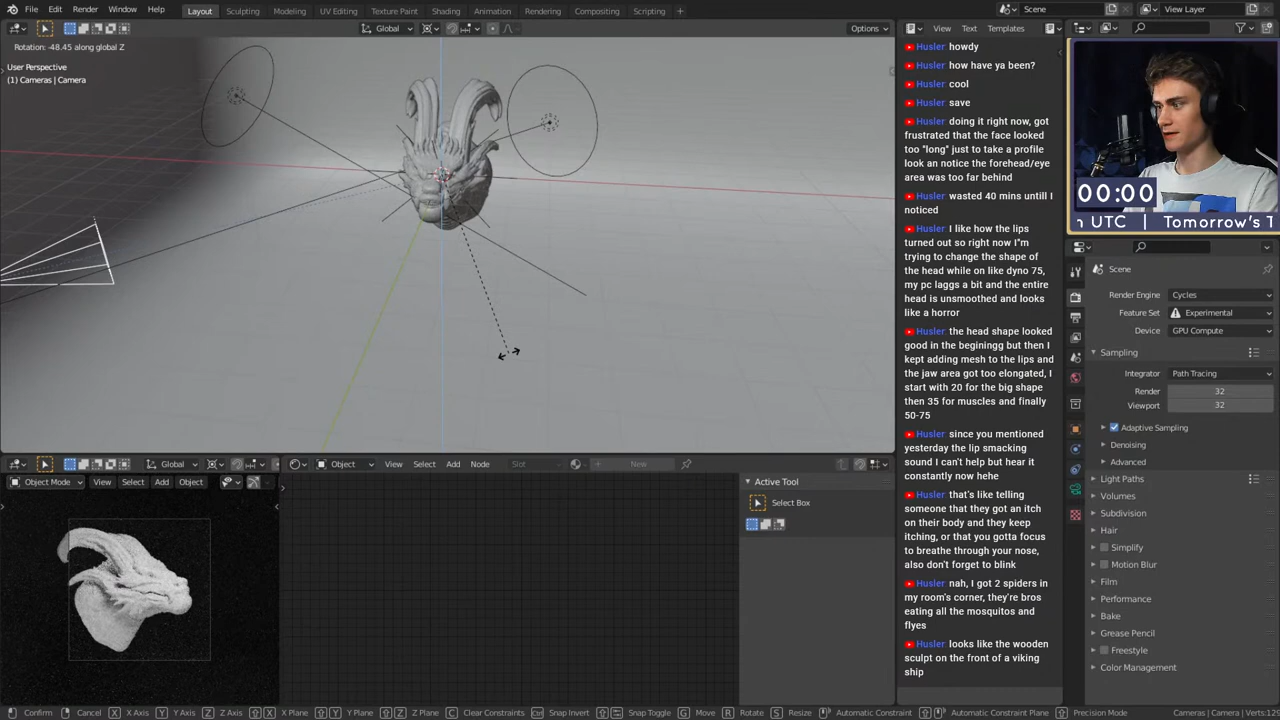 File Edit Render Window Help
Layout Sculpting Modeling UV Editing Texture Paint Shading Animation Rendering Compositing Scripting +
Scene
View Layer
Global
Options
View Text Templates
Rotation: -48.45 along global Z
User Perspective
(1) Cameras | Camera
Husler howdy
Husler how have ya been?
Husler cool
Husler save
Husler doing it right now, got
frustrated that the face looked
too "long" just to take a profile
look an notice the forehead/eye
area was too far behind
Husler wasted 40 mins untill I
noticed
Husler I like how the lips
turned out so right now I"m
trying to change the shape of
the head while on like dyno 75,
my pc laggs a bit and the entire
head is unsmoothed and looks
like a horror
Husler the head shape looked
good in the beginingg but then I
kept adding mesh to the lips and
the jaw area got too elongated, I
start with 20 for the big shape
then 35 for muscles and finally
50-75
Husler since you mentioned
yesterday the lip smacking
sound I can't help but hear it
constantly now hehe
Husler that's like telling
someone that they got an itch
on their body and they keep
itching, or that you gotta focus
to breathe through your nose,
also don't forget to blink
Husler nah, I got 2 spiders in
my room's corner, they're bros
eating all the mosquitos and
flyes
Husler looks like the wooden
sculpt on the front of a viking
ship
00:00
n UTC | Tomorrow's T
Scene
Render Engine Cycles
Feature Set Experimental
Device GPU Compute
Sampling
Integrator Path Tracing
Render 32
Viewport 32
Adaptive Sampling
Denoising
Advanced
Light Paths
Volumes
Subdivision
Hair
Simplify
Motion Blur
Film
Performance
Bake
Grease Pencil
Freestyle
Color Management
Global
Object View Select Add Node Slot New
Object Mode View Select Add Object
Active Tool
Select Box
Confirm Cancel X X Axis Y Y Axis Z Z Axis X X Plane Y Y Plane Z Z Plane C Clear Constraints Ctrl Snap Invert Snap Toggle G Move R Rotate S Resize Automatic Constraint Automatic Constraint Plane Precision Mode
Cameras | Camera | Verts:1,25